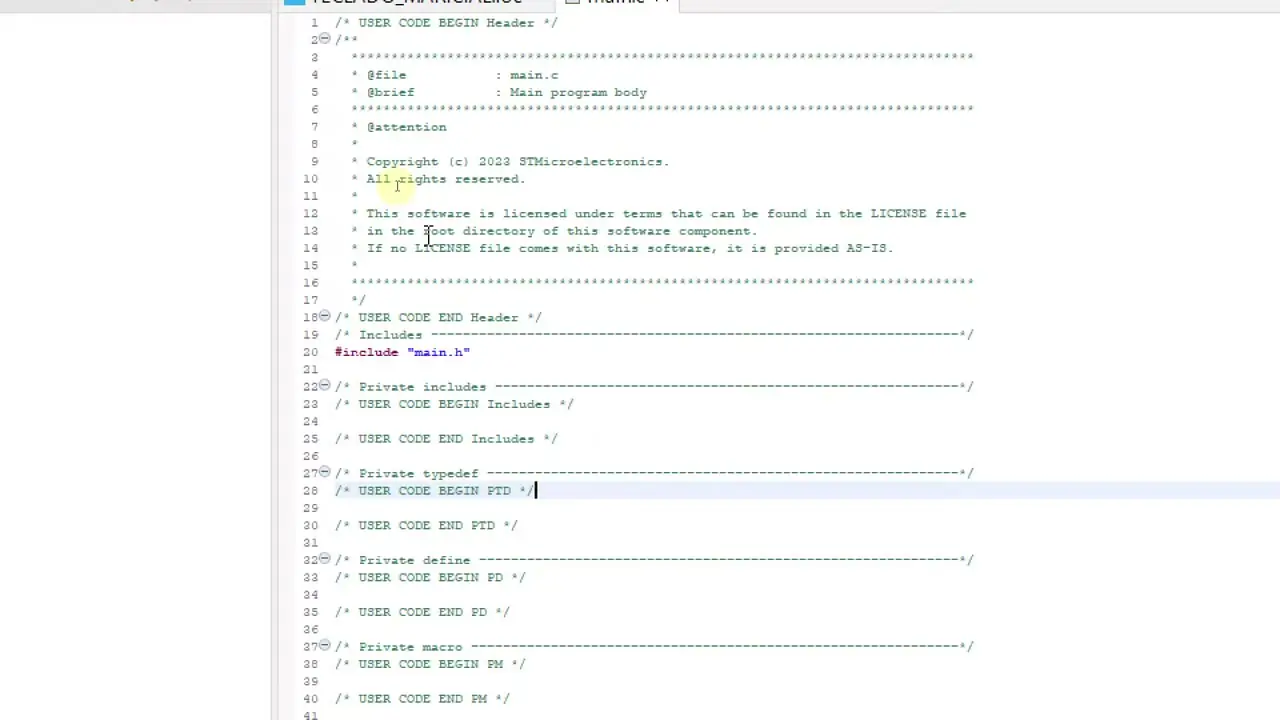 1 /* USER CODE BEGIN Header */
2 /**
3 ******************************************************************************
4 * @file : main.c
5 * @brief : Main program body
6 ******************************************************************************
7 * @attention
8 *
9 * Copyright (c) 2023 STMicroelectronics.
10 * All rights reserved.
11 *
12 * This software is licensed under terms that can be found in the LICENSE file
13 * in the root directory of this software component.
14 * If no LICENSE file comes with this software, it is provided AS-IS.
15 *
16 ******************************************************************************
17 */
18 /* USER CODE END Header */
19 /* Includes ------------------------------------------------------------------*/
20 #include "main.h"
21
22 /* Private includes ----------------------------------------------------------*/
23 /* USER CODE BEGIN Includes */
24
25 /* USER CODE END Includes */
26
27 /* Private typedef -----------------------------------------------------------*/
28 /* USER CODE BEGIN PTD */
29
30 /* USER CODE END PTD */
31
32 /* Private define ------------------------------------------------------------*/
33 /* USER CODE BEGIN PD */
34
35 /* USER CODE END PD */
36
37 /* Private macro -------------------------------------------------------------*/
38 /* USER CODE BEGIN PM */
39
40 /* USER CODE END PM */
41